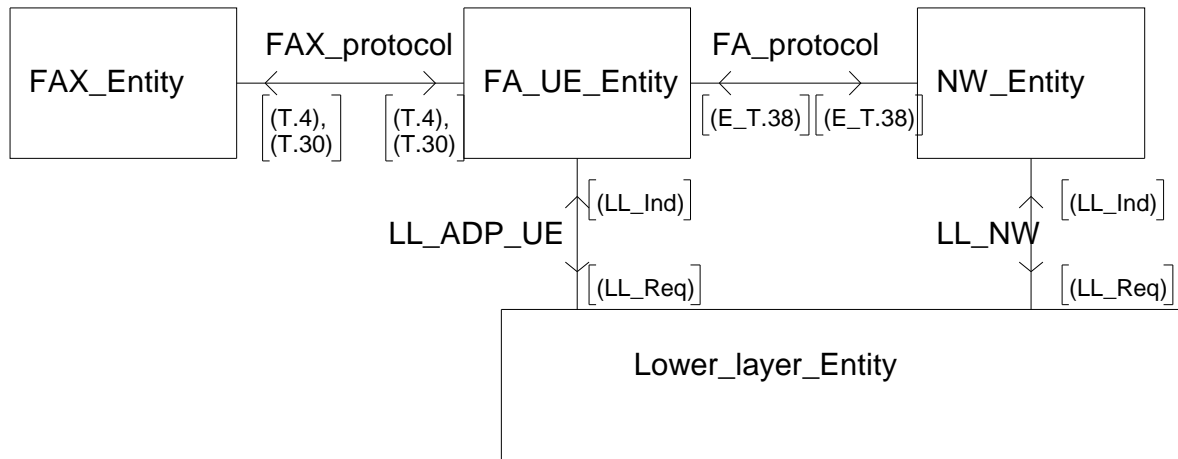 FAX_protocol
FA_protocol
FAX_Entity
FA_UE_Entity
NW_Entity
(T.4),
(T.30)
(T.4),
(T.30)
(E_T.38)
(E_T.38)
(LL_Ind)
(LL_Ind)
LL_ADP_UE
LL_NW
(LL_Req)
(LL_Req)
Lower_layer_Entity